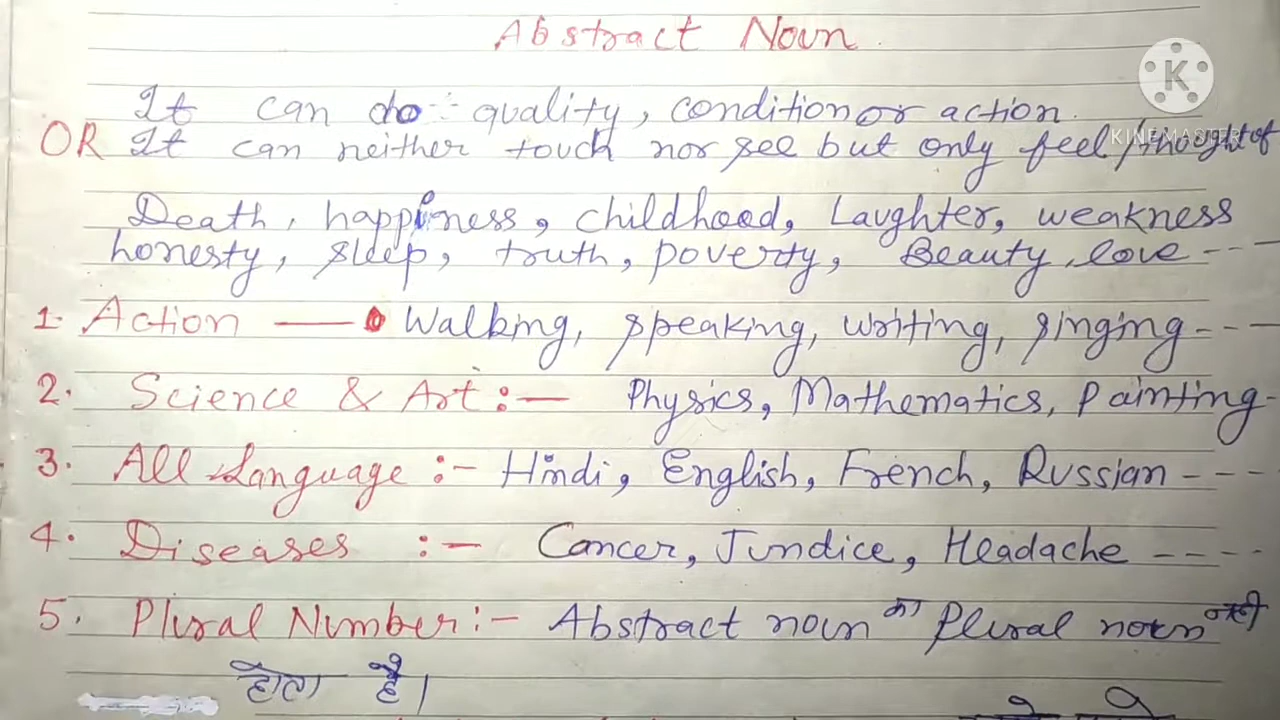 Abstract Noun
It can do quality, condition or action.
OR It can neither touch nor see but only feel/thought of
KINEMASTER
Death, happiness, childhood, Laughter, weakness
honesty, sleep, truth, poverty, Beauty, love ---
1. Action — Walking, speaking, writing, singing ---
2. Science & Art :- Physics, Mathematics, Painting-
3. All Language :- Hindi, English, French, Russian ---
4. Diseases :- Cancer, Jundice, Headache ----
5. Plural Number :- Abstract noun का Plural noun नही
होता है।